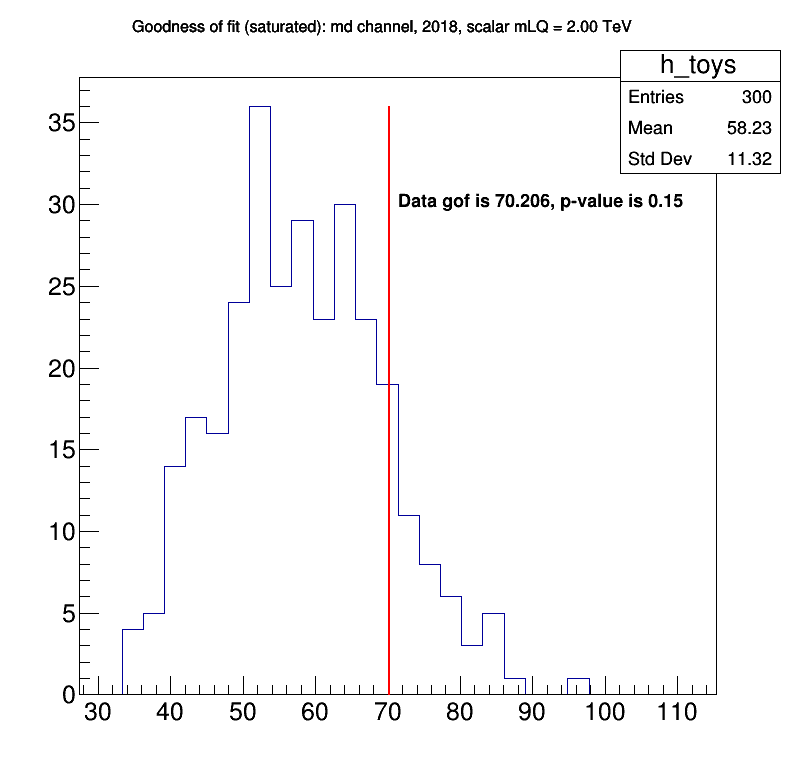 Goodness of fit (saturated): md channel, 2018, scalar mLQ = 2.00 TeV
h_toys
Entries 300
Mean 58.23
Std Dev 11.32
Data gof is 70.206, p-value is 0.15
35
30
25
20
15
10
5
0
30 40 50 60 70 80 90 100 110